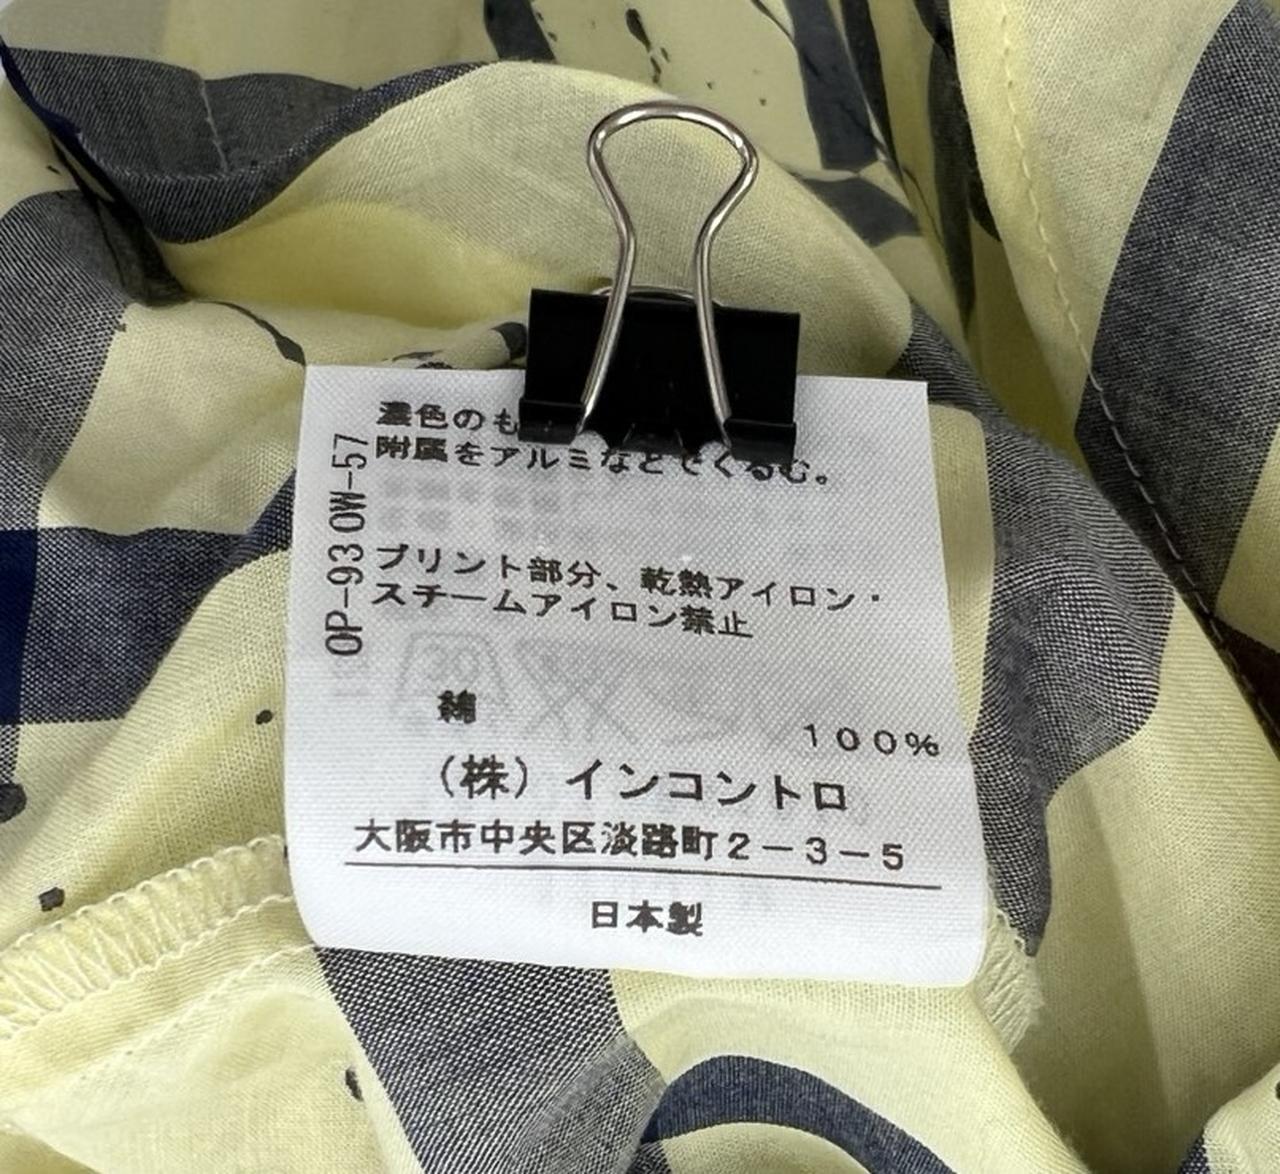 濃色のも
附属をアルミなどでくるむ。
OP-930W-57
プリント部分、乾熱アイロン・
スチームアイロン禁止
綿 100%
（株）インコントロ
大阪市中央区淡路町2-3-5
日本製